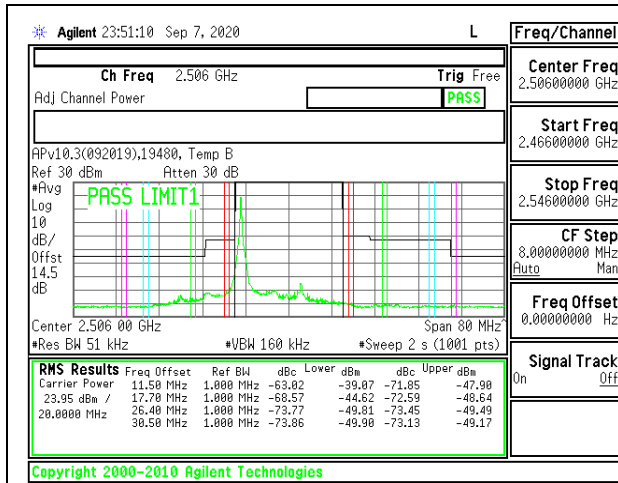 Agilent 23:51:10 Sep 7, 2020 L
Freq/Channel
Ch Freq 2.506 GHz Trig Free
Adj Channel Power PASS
APv10.3(092019),19480, Temp B
Ref 30 dBm Atten 30 dB
#Avg
Log
10
dB/
Offst
14.5
dB
PASS LIMIT1
Center 2.506 00 GHz Span 80 MHz
#Res BW 51 kHz #VBW 160 kHz #Sweep 2 s (1001 pts)
RMS Results Freq Offset Ref BW dBc Lower dBm dBc Upper dBm
Carrier Power 11.50 MHz 1.000 MHz -63.02 -39.07 -71.85 -47.90
23.95 dBm / 17.70 MHz 1.000 MHz -68.57 -44.62 -72.59 -48.64
20.0000 MHz 26.40 MHz 1.000 MHz -73.77 -49.81 -73.45 -49.49
30.50 MHz 1.000 MHz -73.86 -49.90 -73.13 -49.17
Copyright 2000-2010 Agilent Technologies
Center Freq
2.50600000 GHz
Start Freq
2.46600000 GHz
Stop Freq
2.54600000 GHz
CF Step
8.00000000 MHz
Auto Man
Freq Offset
0.00000000 Hz
Signal Track
On Off